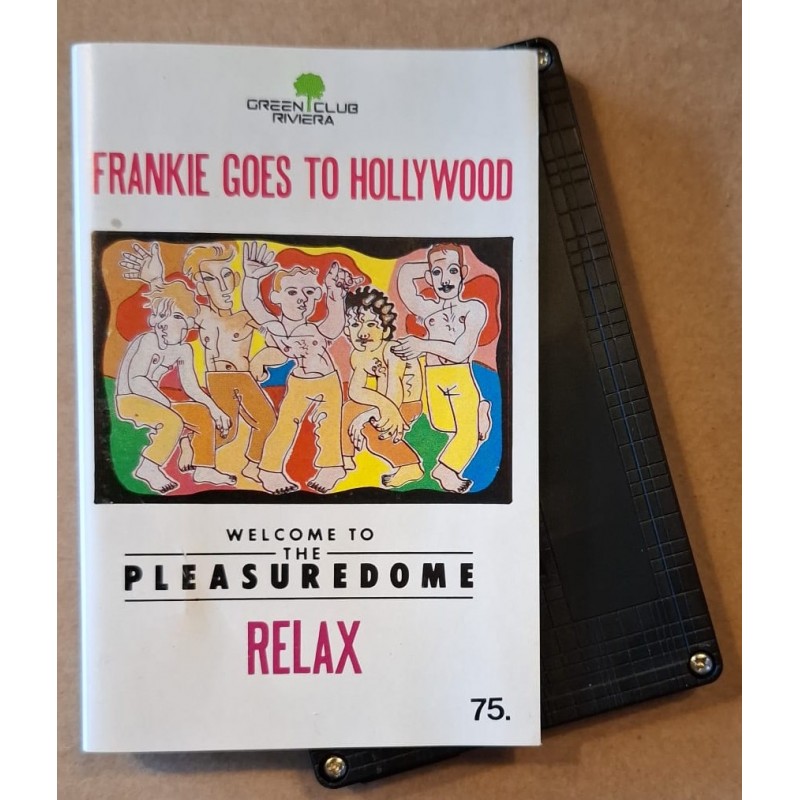 GREEN CLUB
RIVIERA
FRANKIE GOES TO HOLLYWOOD
WELCOME TO
THE
PLEASUREDOME
RELAX
75.